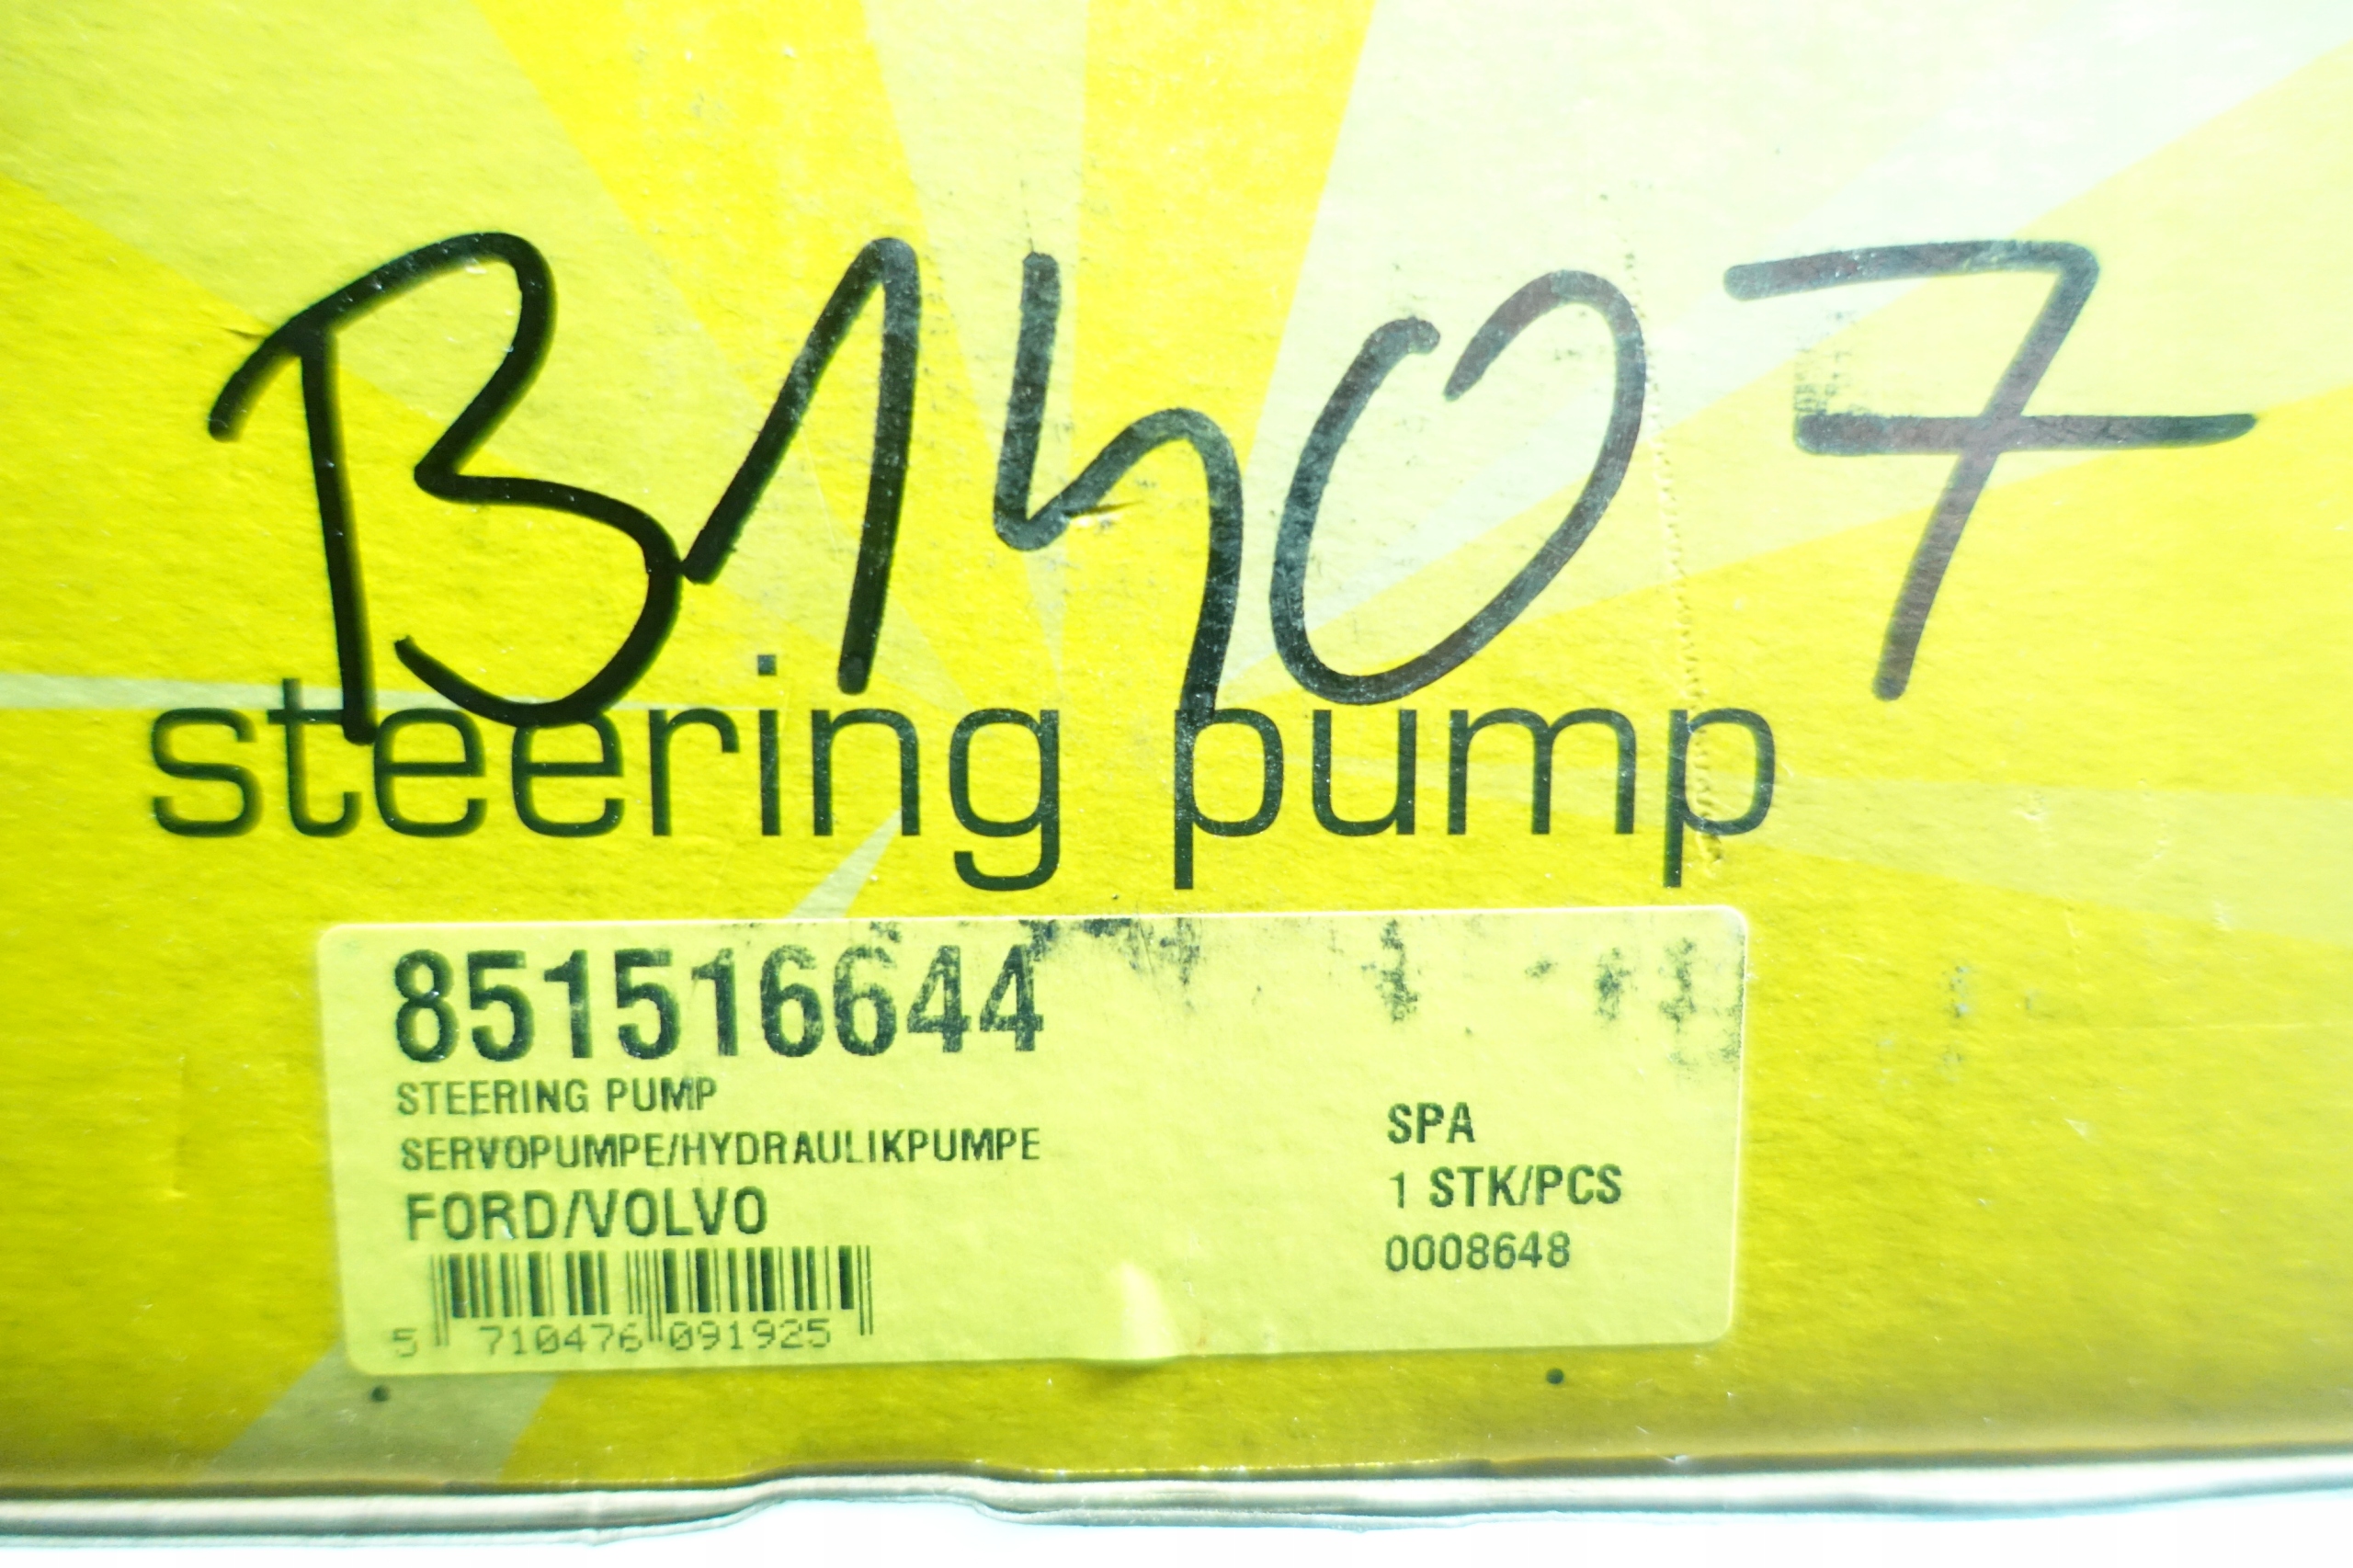 B1407
steering pump
851516644
STEERING PUMP
SERVOPUMPE/HYDRAULIKPUMPE
FORD/VOLVO
SPA
1 STK/PCS
0008648
5 710476 091925